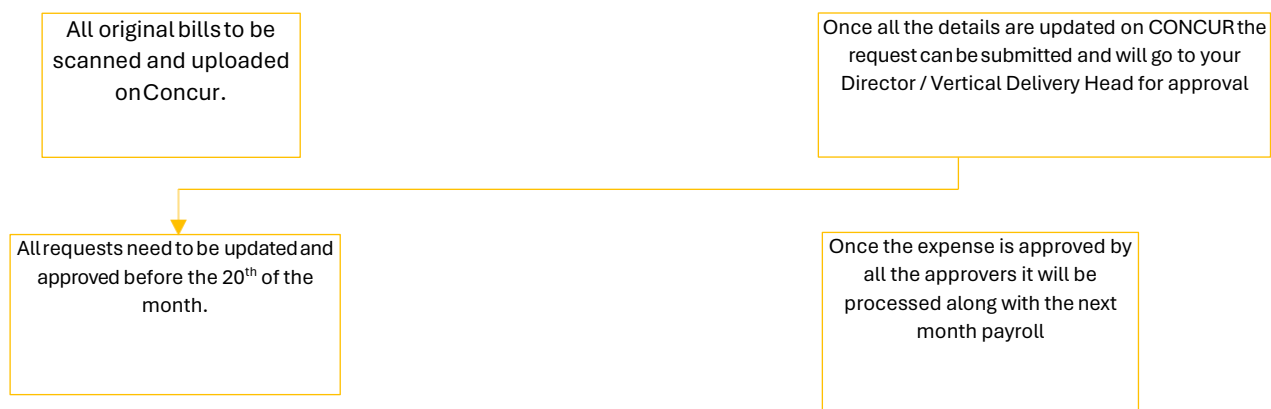 All original bills to be
scanned and uploaded
on Concur.
Once all the details are updated on CONCUR the
request can be submitted and will go to your
Director / Vertical Delivery Head for approval
All requests need to be updated and
approved before the 20th of the
month.
Once the expense is approved by
all the approvers it will be
processed along with the next
month payroll